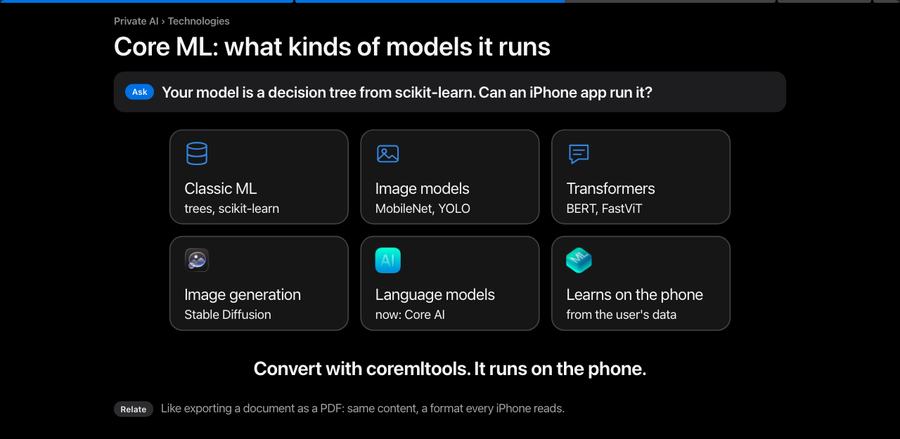 Private AI › Technologies
Core ML: what kinds of models it runs
Ask Your model is a decision tree from scikit-learn. Can an iPhone app run it?
Classic ML
trees, scikit-learn
Image models
MobileNet, YOLO
Transformers
BERT, FastViT
Image generation
Stable Diffusion
AI
Language models
now: Core AI
ML
Learns on the phone
from the user's data
Convert with coremltools. It runs on the phone.
Relate Like exporting a document as a PDF: same content, a format every iPhone reads.